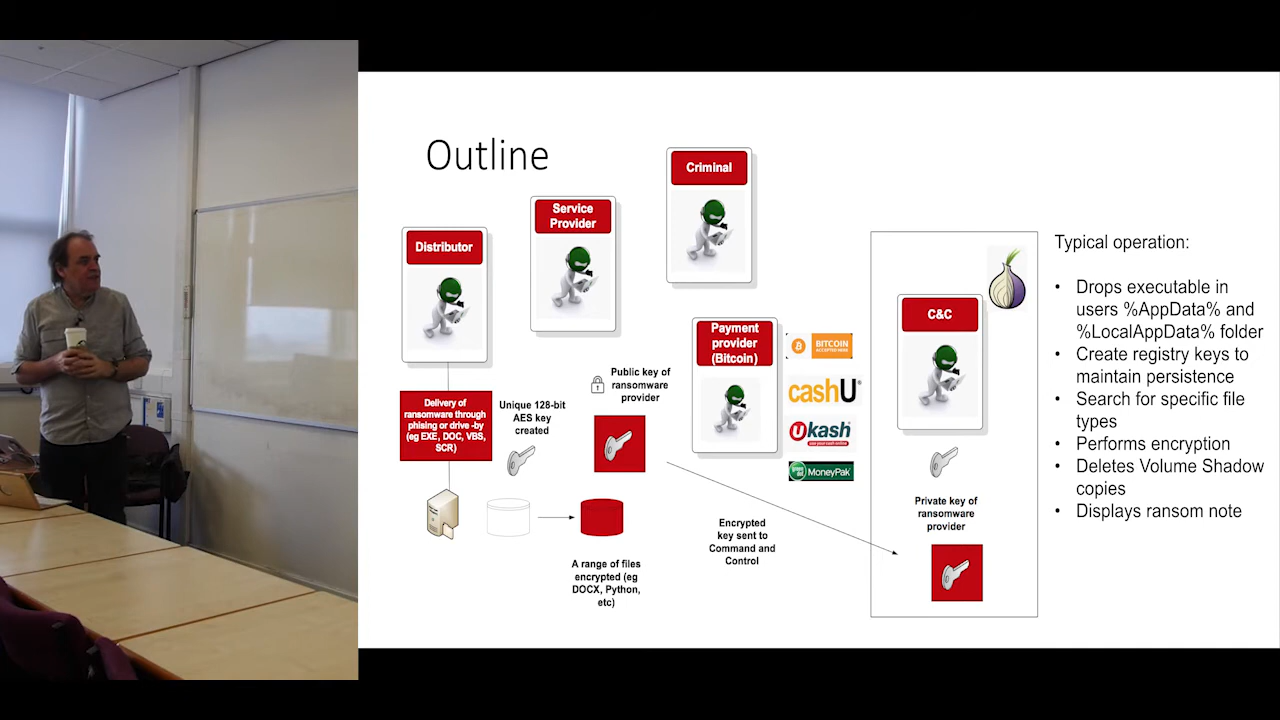 Outline
Criminal
Service
Provider
Distributor
Payment
provider
(Bitcoin)
BITCOIN
ACCEPTED HERE
cashU
Ukash
MoneyPak
C&C
Delivery of
ransomware through
phising or drive -by
(eg EXE, DOC, VBS,
SCR)
Unique 128-bit
AES key
created
Public key of
ransomware
provider
A range of files
encrypted (eg
DOCX, Python,
etc)
Encrypted
key sent to
Command and
Control
Private key of
ransomware
provider
Typical operation:
• Drops executable in
users %AppData% and
%LocalAppData% folder
• Create registry keys to
maintain persistence
• Search for specific file
types
• Performs encryption
• Deletes Volume Shadow
copies
• Displays ransom note